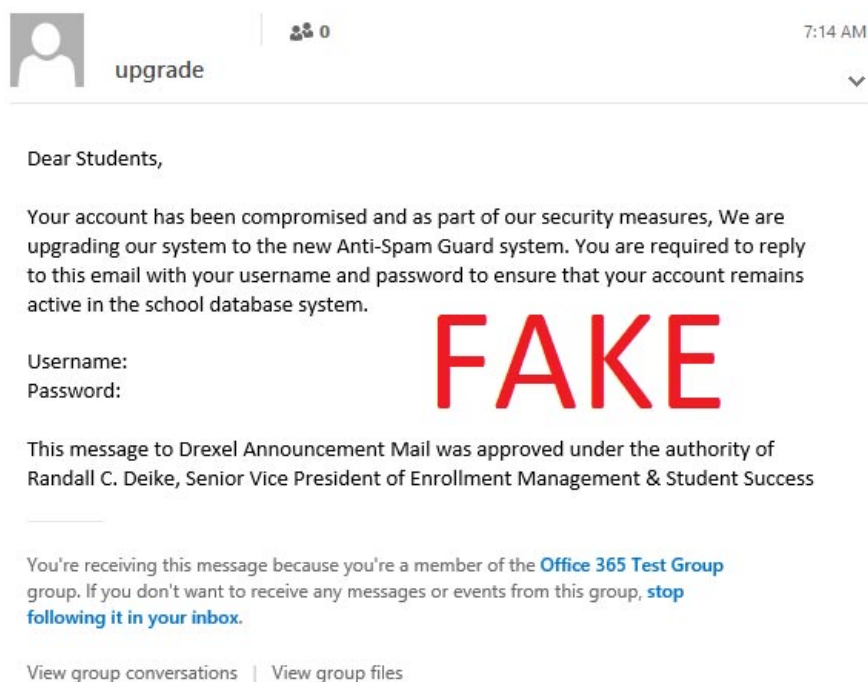 0
7:14 AM
upgrade
Dear Students,
Your account has been compromised and as part of our security measures, We are
upgrading our system to the new Anti-Spam Guard system. You are required to reply
to this email with your username and password to ensure that your account remains
active in the school database system.
FAKE
Username:
Password:
This message to Drexel Announcement Mail was approved under the authority of
Randall C. Deike, Senior Vice President of Enrollment Management & Student Success
You're receiving this message because you're a member of the Office 365 Test Group
group. If you don't want to receive any messages or events from this group, stop
following it in your inbox.
View group conversations | View group files